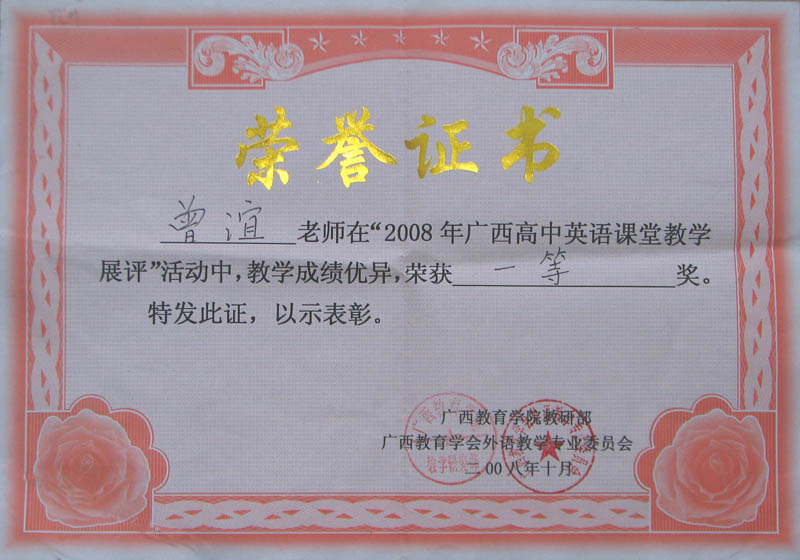 荣誉证书
曾谊 老师在“2008年广西高中英语课堂教学
展评”活动中，教学成绩优异，荣获 一等 奖。
特发此证，以示表彰。
广西教育学院教研部
广西教育学会外语教学专业委员会
二00八年十月